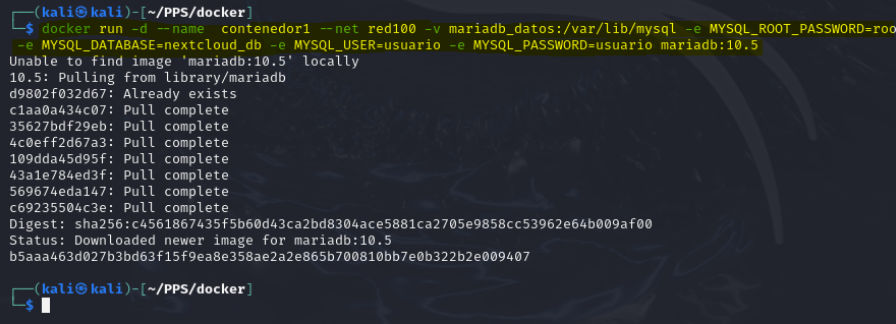 ┌──(kali㉿kali)-[~/PPS/docker]
└─$ docker run -d --name  contenedor1 --net red100 -v mariadb_datos:/var/lib/mysql -e MYSQL_ROOT_PASSWORD=roo
-e MYSQL_DATABASE=nextcloud_db -e MYSQL_USER=usuario -e MYSQL_PASSWORD=usuario mariadb:10.5
Unable to find image 'mariadb:10.5' locally
10.5: Pulling from library/mariadb
d9802f032d67: Already exists
c1aa0a434c07: Pull complete
35627bdf29eb: Pull complete
4c0eff2d67a3: Pull complete
109dda45d95f: Pull complete
43a1e784ed3f: Pull complete
569674eda147: Pull complete
c69235504c3e: Pull complete
Digest: sha256:c4561867435f5b60d43ca2bd8304ace5881ca2705e9858cc53962e64b009af00
Status: Downloaded newer image for mariadb:10.5
b5aaa463d027b3bd63f15f9ea8e358ae2a2e865b700810bb7e0b322b2e009407
┌──(kali㉿kali)-[~/PPS/docker]
└─$